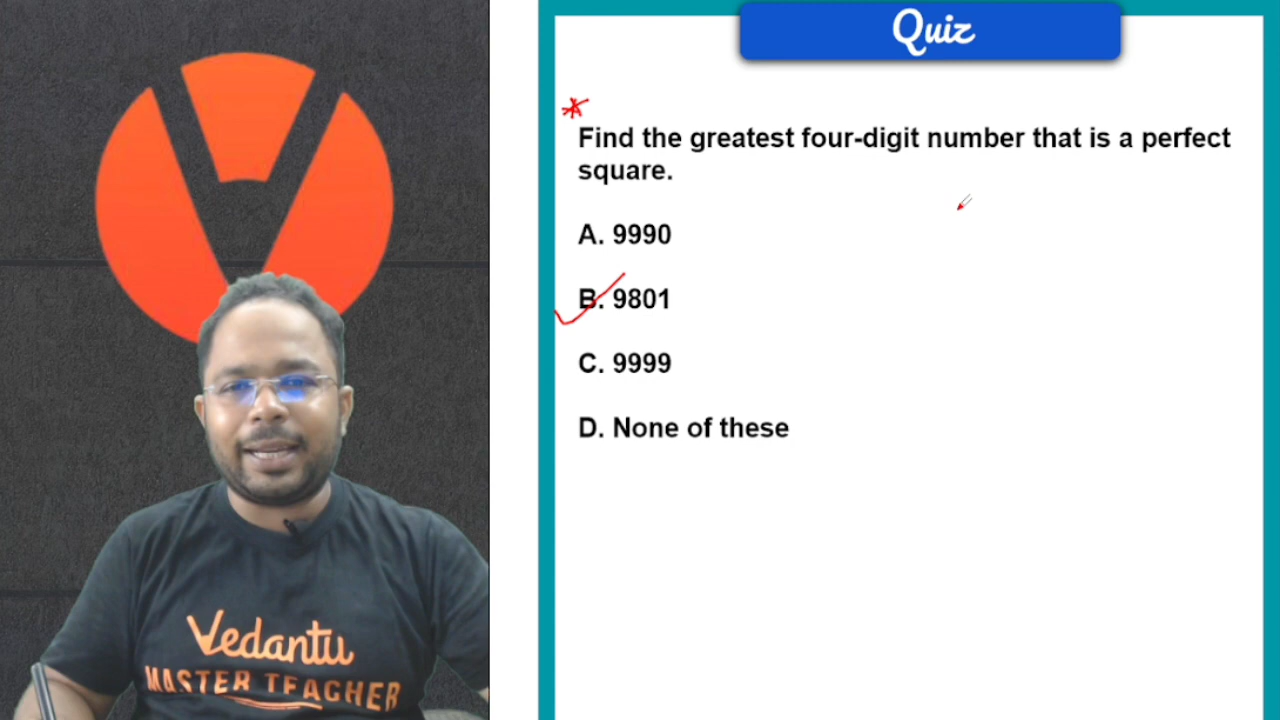 Quiz
Find the greatest four-digit number that is a perfect
square.
A. 9990
B. 9801
C. 9999
D. None of these
Vedantu
MASTER TEACHER